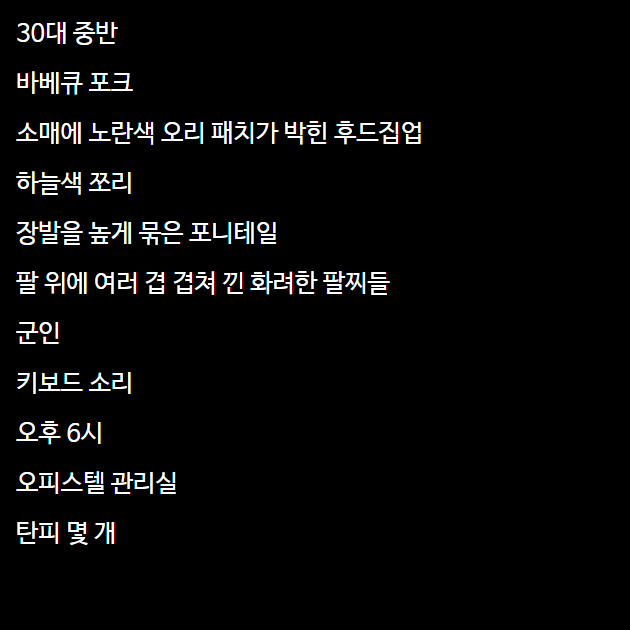 30대 중반
바베큐 포크
소매에 노란색 오리 패치가 박힌 후드집업
하늘색 쪼리
장발을 높게 묶은 포니테일
팔 위에 여러 겹 겹쳐 낀 화려한 팔찌들
군인
키보드 소리
오후 6시
오피스텔 관리실
탄피 몇 개